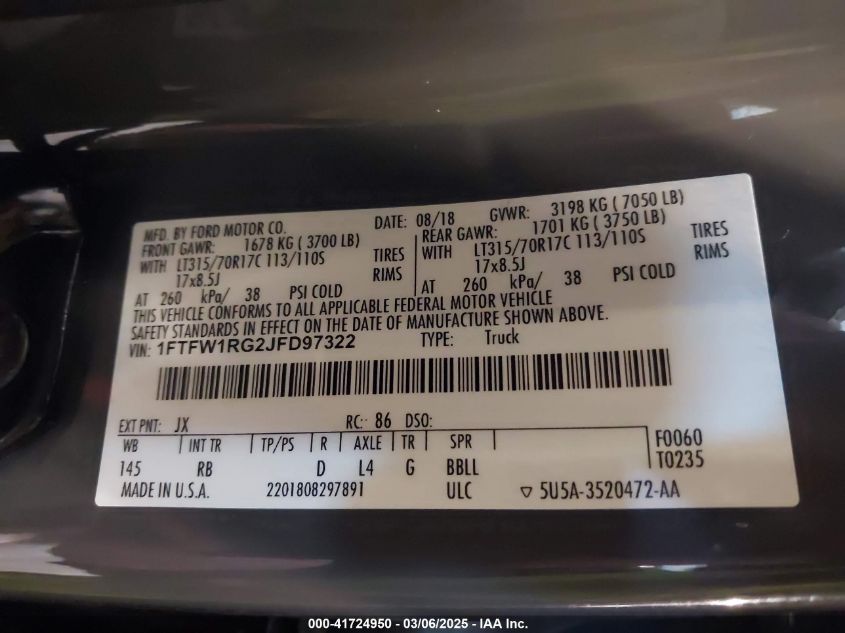 MFD. BY FORD MOTOR CO. DATE: 08/18 GVWR: 3198 KG ( 7050 LB)
FRONT GAWR: 1678 KG ( 3700 LB) REAR GAWR: 1701 KG ( 3750 LB)
WITH LT315/70R17C 113/110S TIRES WITH LT315/70R17C 113/110S TIRES
17x8.5J RIMS 17x8.5J RIMS
AT 260 kPa/ 38 PSI COLD AT 260 kPa/ 38 PSI COLD
THIS VEHICLE CONFORMS TO ALL APPLICABLE FEDERAL MOTOR VEHICLE
SAFETY STANDARDS IN EFFECT ON THE DATE OF MANUFACTURE SHOWN ABOVE.
VIN: 1FTFW1RG2JFD97322 TYPE: Truck
EXT PNT: JX RC: 86 DSO:
WB INT TR TP/PS R AXLE TR SPR F0060
145 RB D L4 G BBLL T0235
MADE IN U.S.A. 2201808297891 ULC ▽ 5U5A-3520472-AA
000-41724950 — 03/06/2025 - IAA Inc.